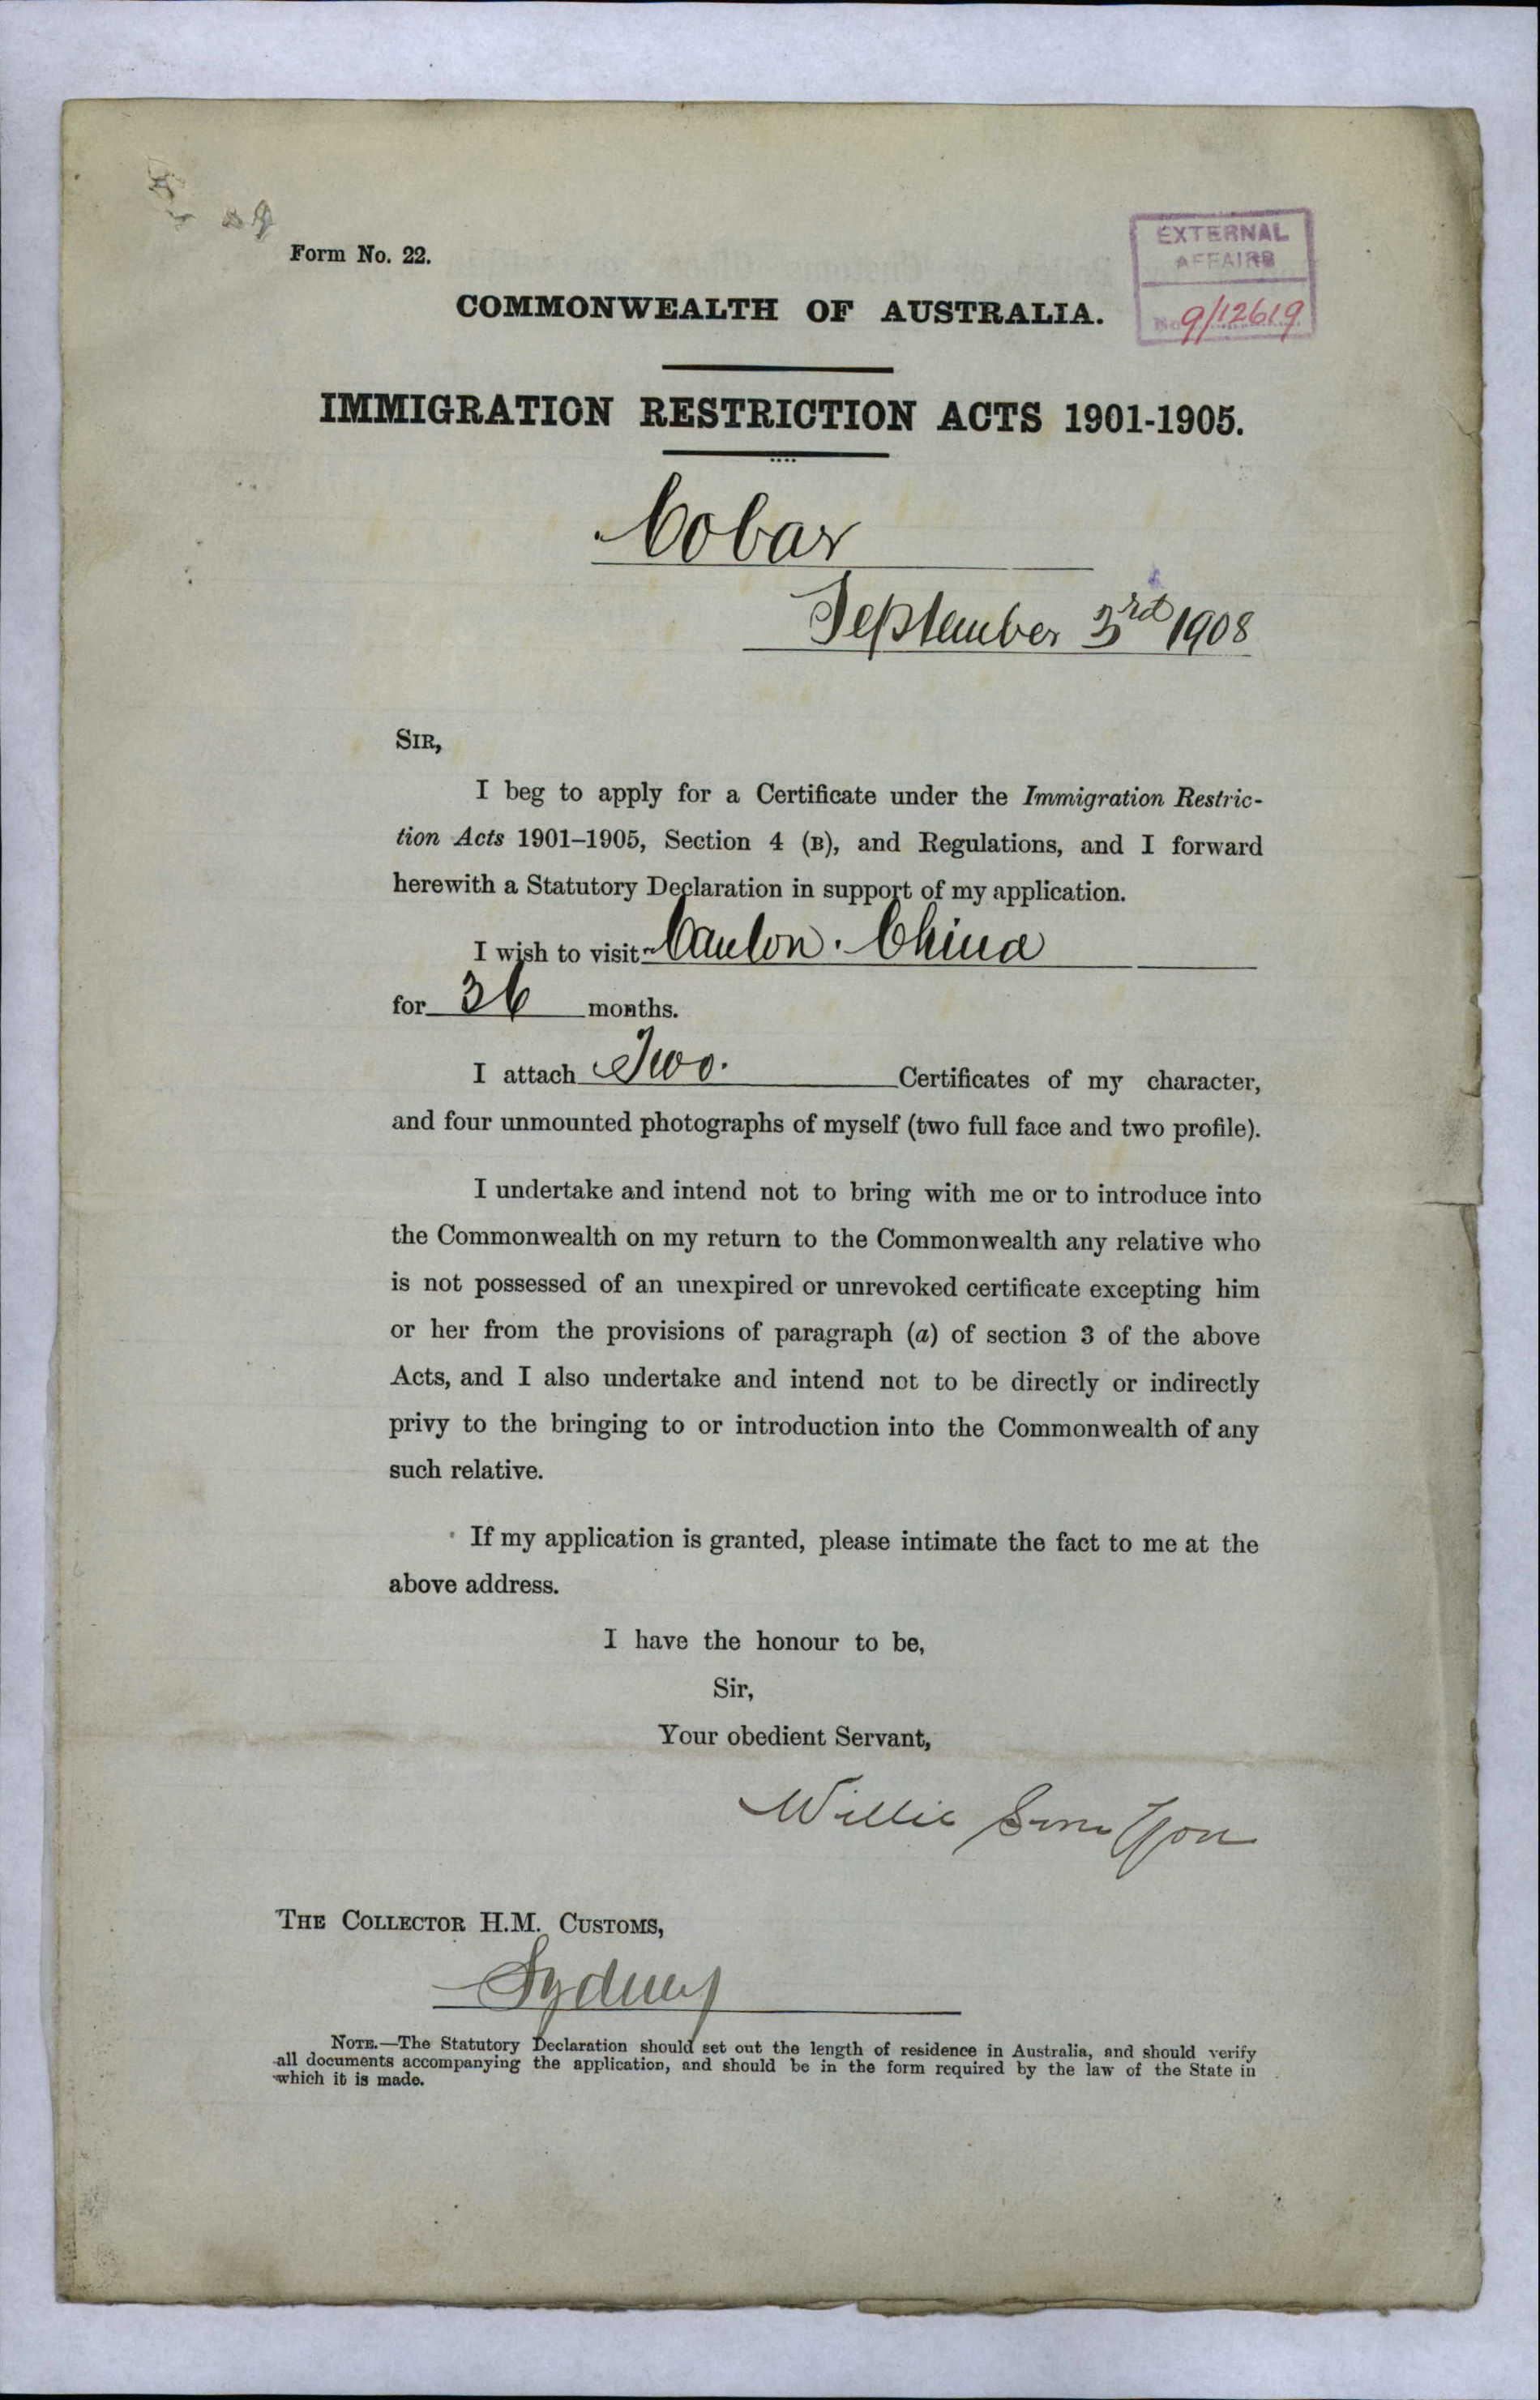 Form No. 22.
EXTERNAL
AFFAIRS
No 9/12619
COMMONWEALTH OF AUSTRALIA.
IMMIGRATION RESTRICTION ACTS 1901-1905.
Cobar
September 3rd 1908
SIR,
I beg to apply for a Certificate under the Immigration Restric-
tion Acts 1901–1905, Section 4 (B), and Regulations, and I forward
herewith a Statutory Declaration in support of my application.
I wish to visit Canton. China
for 36 months.
I attach Two. Certificates of my character,
and four unmounted photographs of myself (two full face and two profile).
I undertake and intend not to bring with me or to introduce into
the Commonwealth on my return to the Commonwealth any relative who
is not possessed of an unexpired or unrevoked certificate excepting him
or her from the provisions of paragraph (a) of section 3 of the above
Acts, and I also undertake and intend not to be directly or indirectly
privy to the bringing to or introduction into the Commonwealth of any
such relative.
If my application is granted, please intimate the fact to me at the
above address.
I have the honour to be,
Sir,
Your obedient Servant,
Willie
THE COLLECTOR H.M. CUSTOMS,
Sydney
NOTE.—The Statutory Declaration should set out the length of residence in Australia, and should verify
all documents accompanying the application, and should be in the form required by the law of the State in
which it is made.